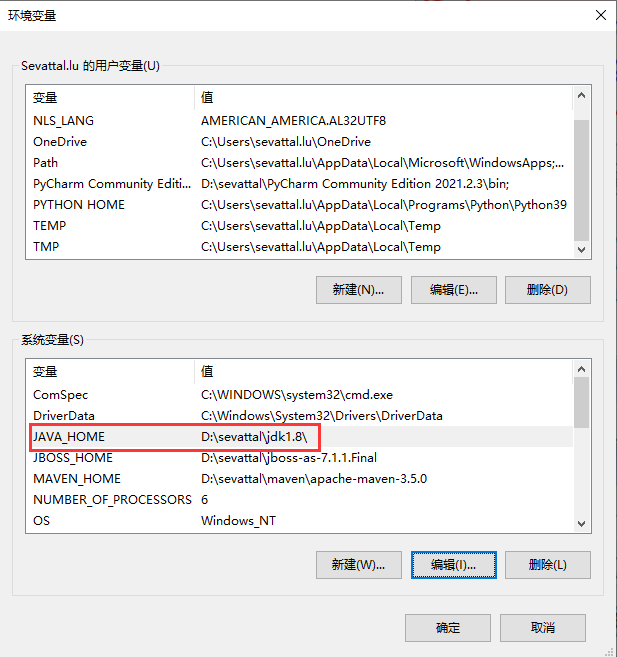 环境变量
Sevattal.lu 的用户变量(U)
变量 值
NLS_LANG AMERICAN_AMERICA.AL32UTF8
OneDrive C:\Users\sevattal.lu\OneDrive
Path C:\Users\sevattal.lu\AppData\Local\Microsoft\WindowsApps;...
PyCharm Community Editi... D:\sevattal\PyCharm Community Edition 2021.2.3\bin;
PYTHON HOME C:\Users\sevattal.lu\AppData\Local\Programs\Python\Python39
TEMP C:\Users\sevattal.lu\AppData\Local\Temp
TMP C:\Users\sevattal.lu\AppData\Local\Temp
新建(N)... 编辑(E)... 删除(D)
系统变量(S)
变量 值
ComSpec C:\WINDOWS\system32\cmd.exe
DriverData C:\Windows\System32\Drivers\DriverData
JAVA_HOME D:\sevattal\jdk1.8\
JBOSS_HOME D:\sevattal\jboss-as-7.1.1.Final
MAVEN_HOME D:\sevattal\maven\apache-maven-3.5.0
NUMBER_OF_PROCESSORS 6
OS Windows_NT
新建(W)... 编辑(I)... 删除(L)
确定 取消